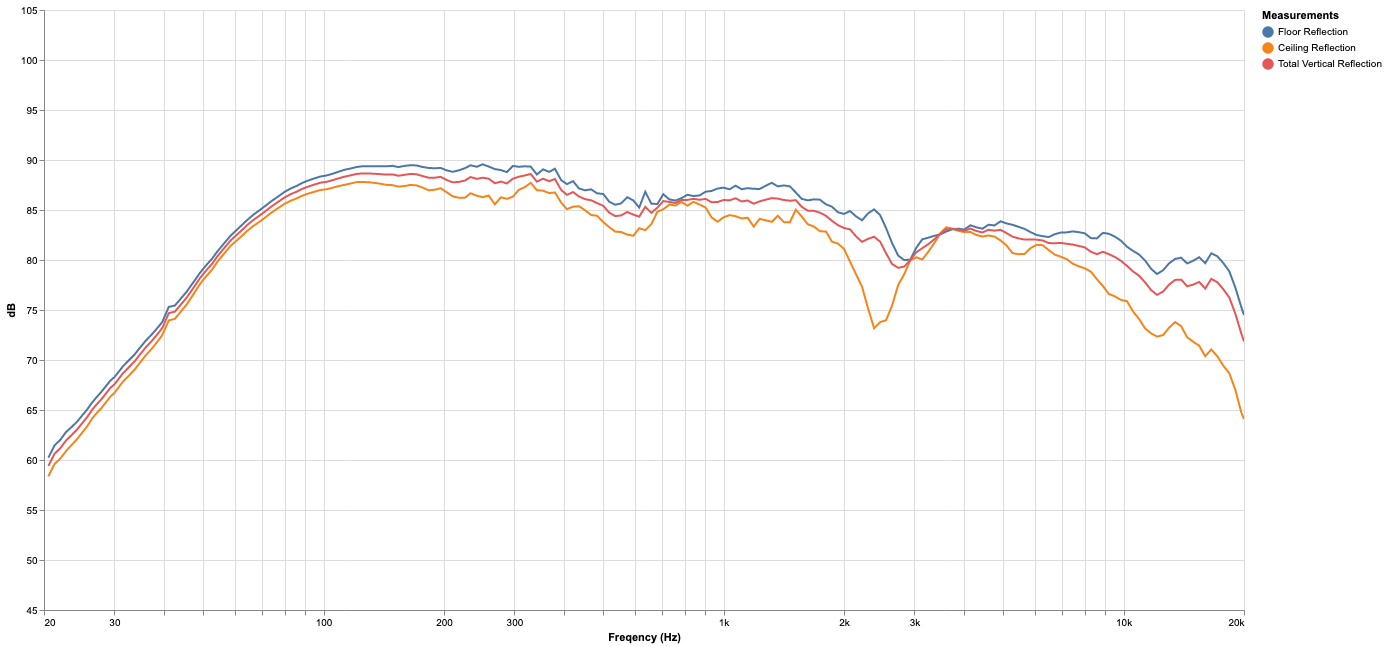 Measurements
Floor Reflection
Ceiling Reflection
Total Vertical Reflection
105
100
95
90
85
80
75
70
65
60
55
50
45
dB
20 30 100 200 300 1k 2k 3k 10k 20k
Freqency (Hz)